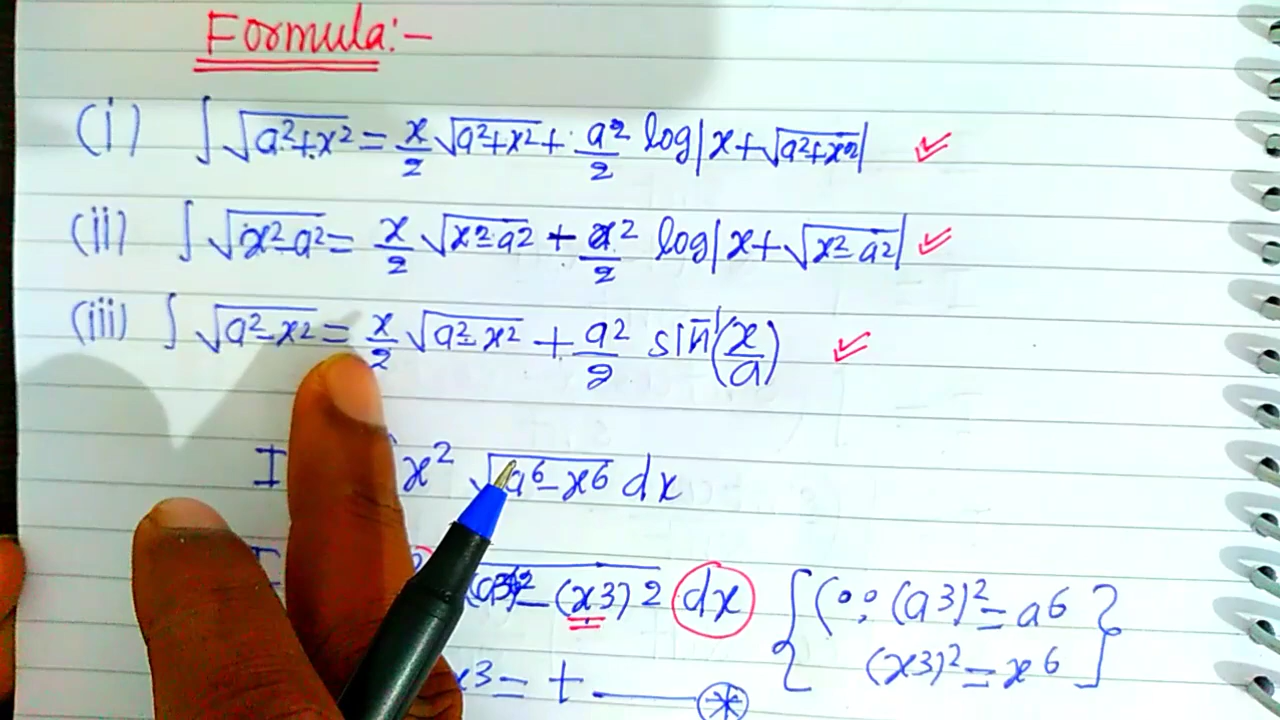 Formula:-
(i) ∫ √(a²+x²) = x/2 √(a²+x²) + a²/2 log|x+√(a²+x²)|
(ii) ∫ √(x²-a²) = x/2 √(x²-a²) + a²/2 log|x+√(x²-a²)|
(iii) ∫ √(a²-x²) = x/2 √(a²-x²) + a²/2 sin⁻¹(x/a)
I x² √(a⁶-x⁶) dx
(a³)²-(x³)² dx {(∵ (a³)²=a⁶
(x³)²=x⁶}
x³ = t